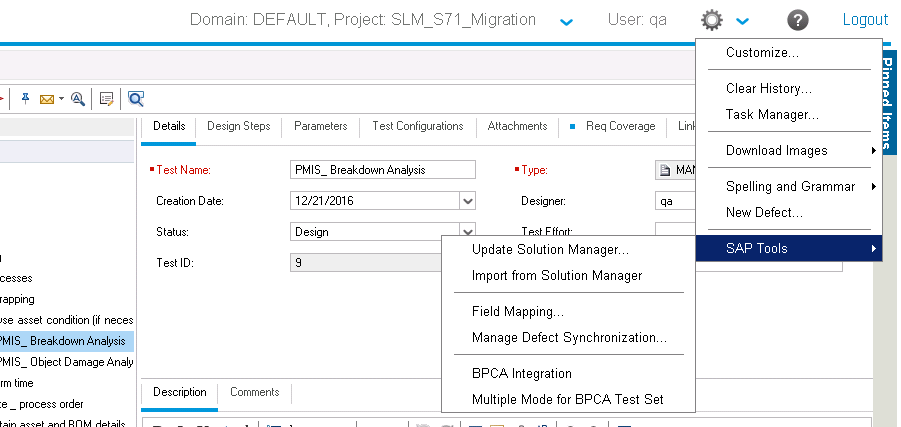 Domain: DEFAULT, Project: SLM_S71_Migration User: qa Logout
Customize...
Clear History...
Task Manager...
Download Images
Spelling and Grammar
New Defect...
SAP Tools
Pinned Items
Details Design Steps Parameters Test Configurations Attachments Req Coverage
Test Name: PMIS_ Breakdown Analysis Type:
Creation Date: 12/21/2016 Designer: qa
Status: Design Test Effort:
Test ID: 9
Update Solution Manager...
Import from Solution Manager
Field Mapping...
Manage Defect Synchronization...
BPCA Integration
Multiple Mode for BPCA Test Set
cesses
rapping
use asset condition (if neces
PMIS_ Breakdown Analysis
PMIS_ Object Damage Analy
rm time
te _ process order
tain asset and BOM details
Description Comments